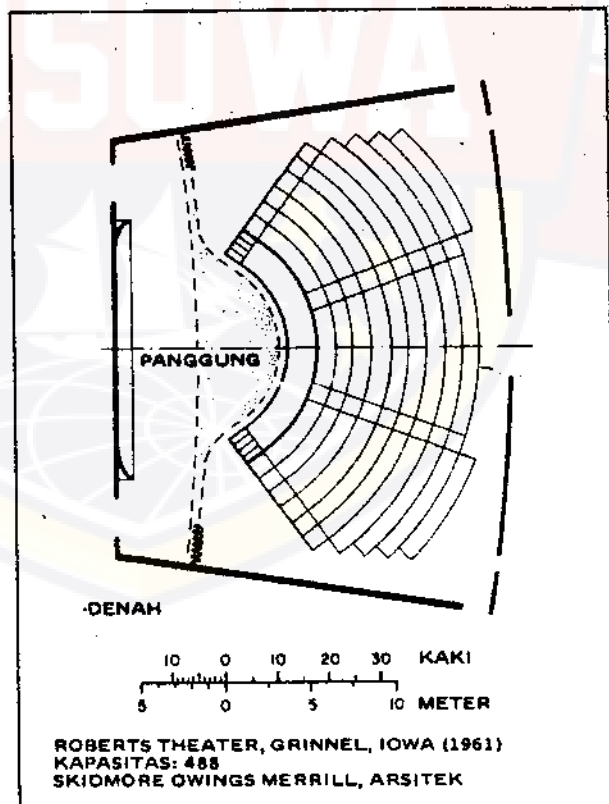 OSOWA
PANGGUNG
-DENAH
10 0 10 20 30 KAKI
5 0 5 10 METER
ROBERTS THEATER, GRINNEL, IOWA (1961)
KAPASITAS: 488
SKIDMORE OWINGS MERRILL, ARSITEK